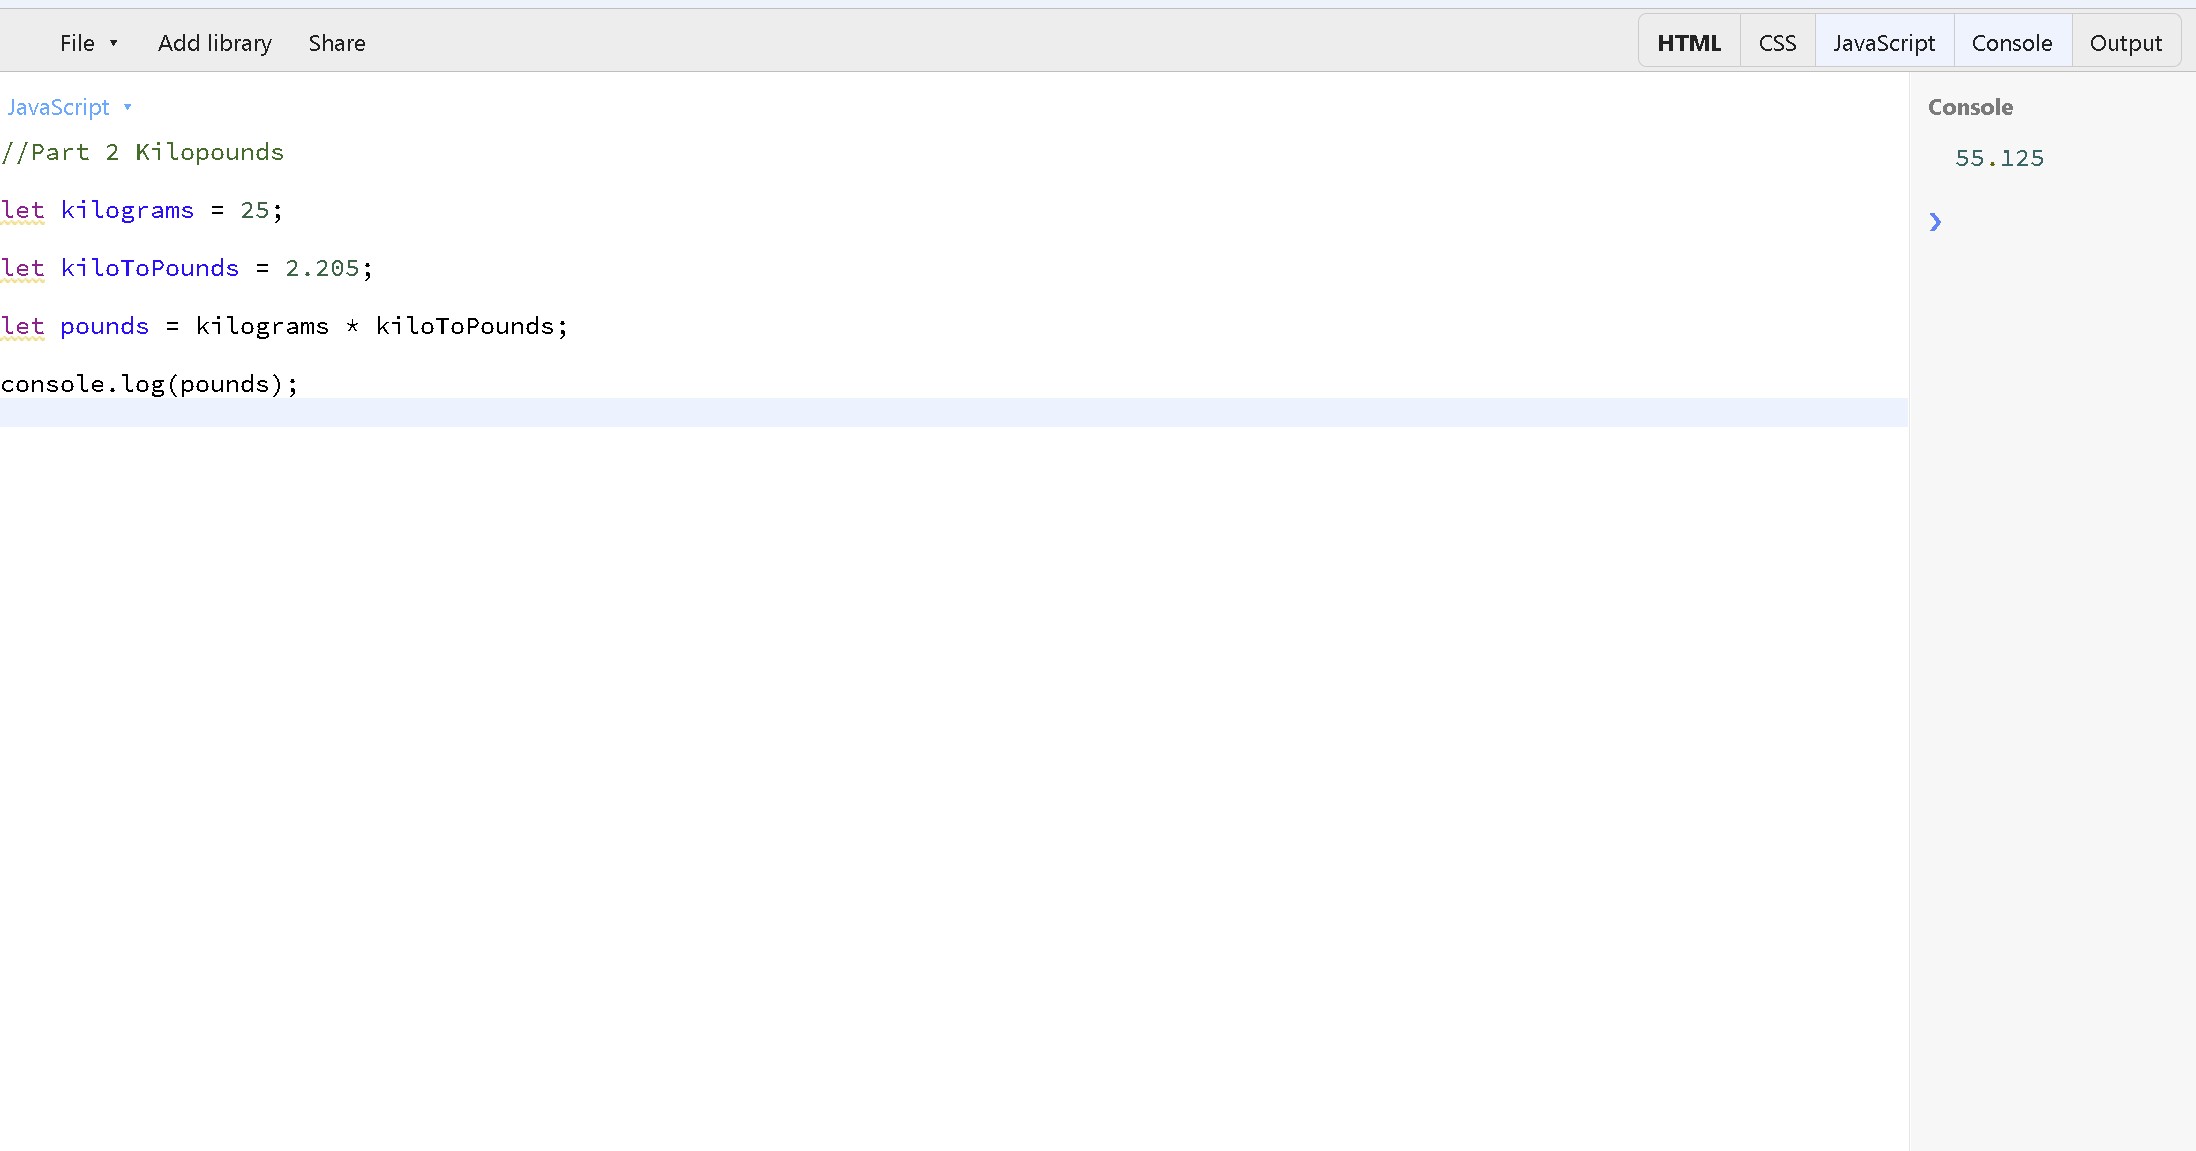 File ▾ Add library Share HTML CSS JavaScript Console Output
JavaScript ▾
//Part 2 Kilopounds
let kilograms = 25;
let kiloToPounds = 2.205;
let pounds = kilograms * kiloToPounds;
console.log(pounds);
Console
55.125
❯